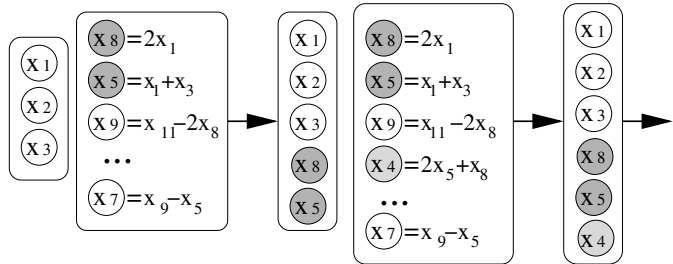 x1
x2
x3
x8=2x1
x5=x1+x3
x9=x11−2x8
...
x7=x9−x5
x1
x2
x3
x8
x5
x8=2x1
x5=x1+x3
x9=x11−2x8
x4=2x5+x8
...
x7=x9−x5
x1
x2
x3
x8
x5
x4